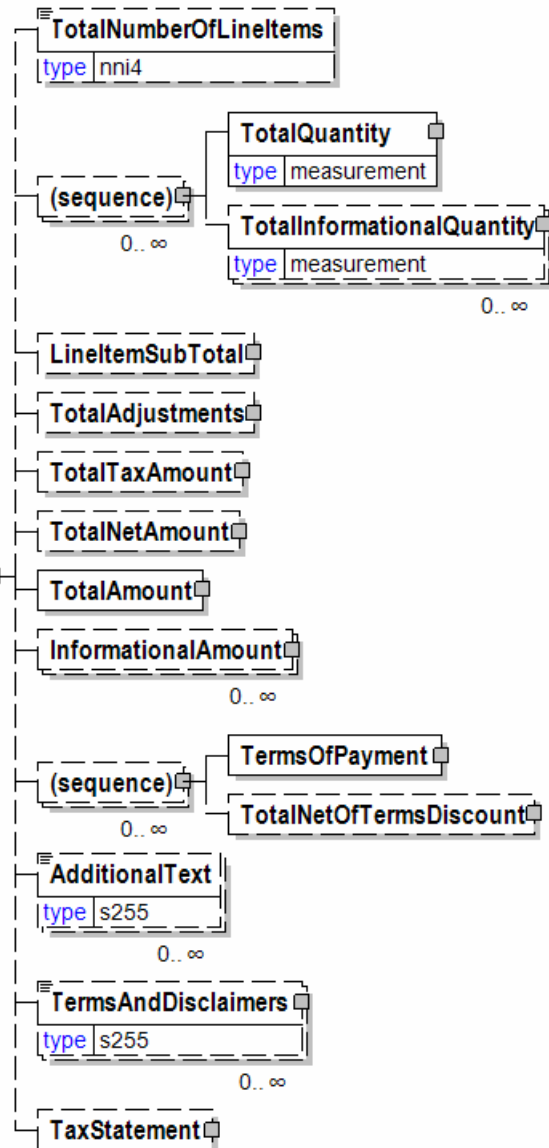 TotalNumberOfLineItems
type nni4
TotalQuantity
type measurement
(sequence)
0.. ∞
TotalInformationalQuantity
type measurement
0.. ∞
LineItemSubTotal
TotalAdjustments
TotalTaxAmount
TotalNetAmount
TotalAmount
InformationalAmount
0.. ∞
TermsOfPayment
(sequence)
0.. ∞
TotalNetOfTermsDiscount
AdditionalText
type s255
0.. ∞
TermsAndDisclaimers
type s255
0.. ∞
TaxStatement